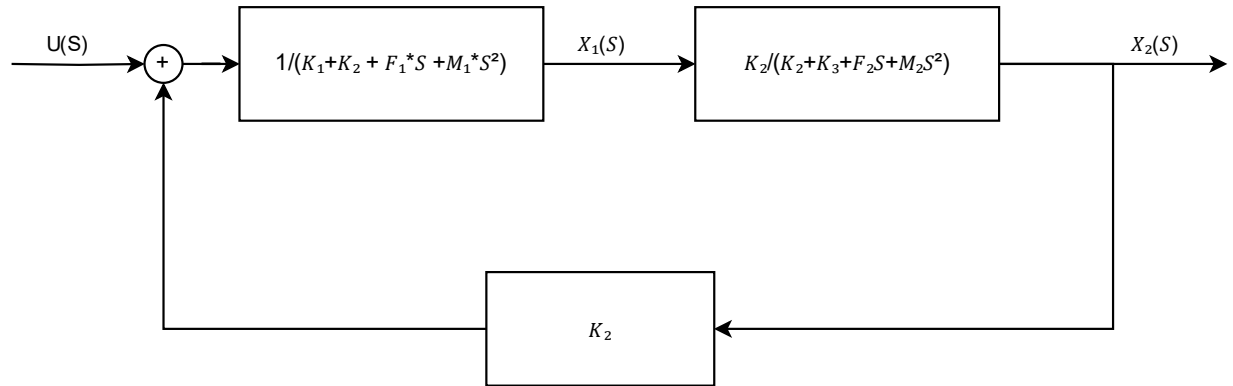 U(S)
+
1/(K₁+K₂ + F₁*S +M₁*S²)
X₁(S)
K₂/(K₂+K₃+F₂S+M₂S²)
X₂(S)
K₂